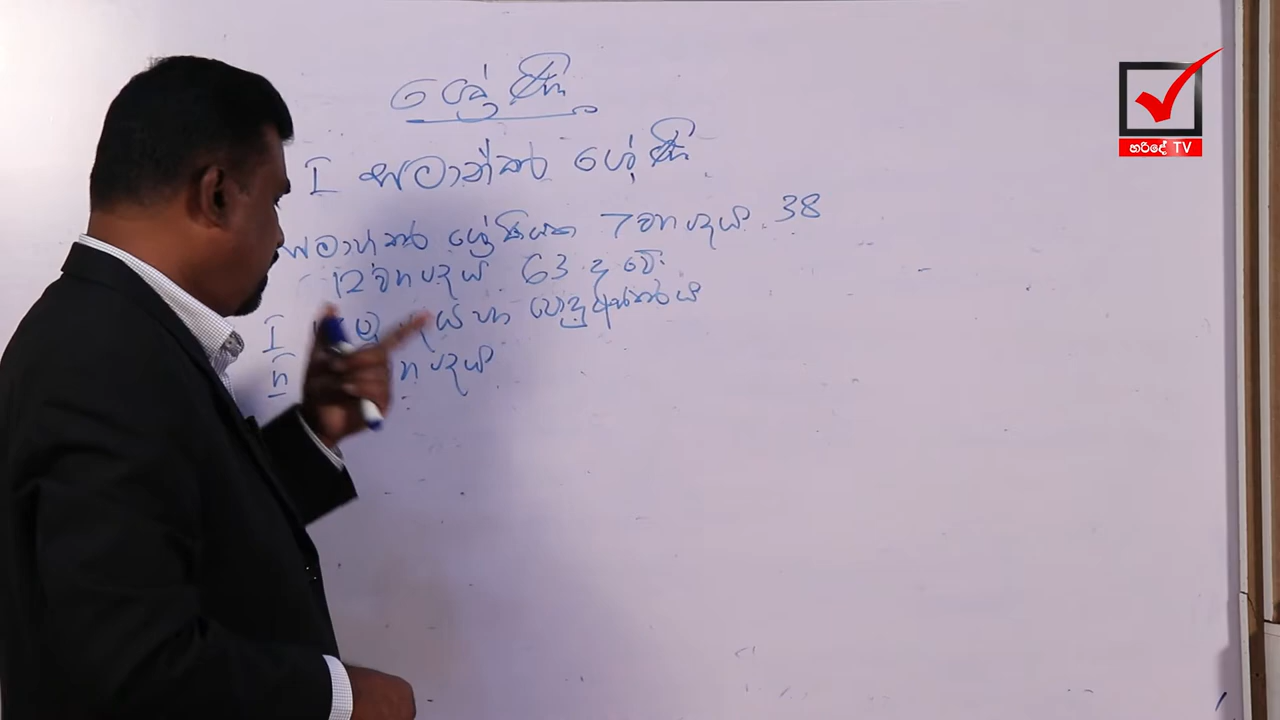 ශ්‍රේණි
I සමාන්තර ශ්‍රේණි
සමාන්තර ශ්‍රේණියක 7 වන පදය 38
12 වන පදය 63 ද වේ.
I පදය හා පොදු අන්තරය
ii න පදය
හරිදේ TV